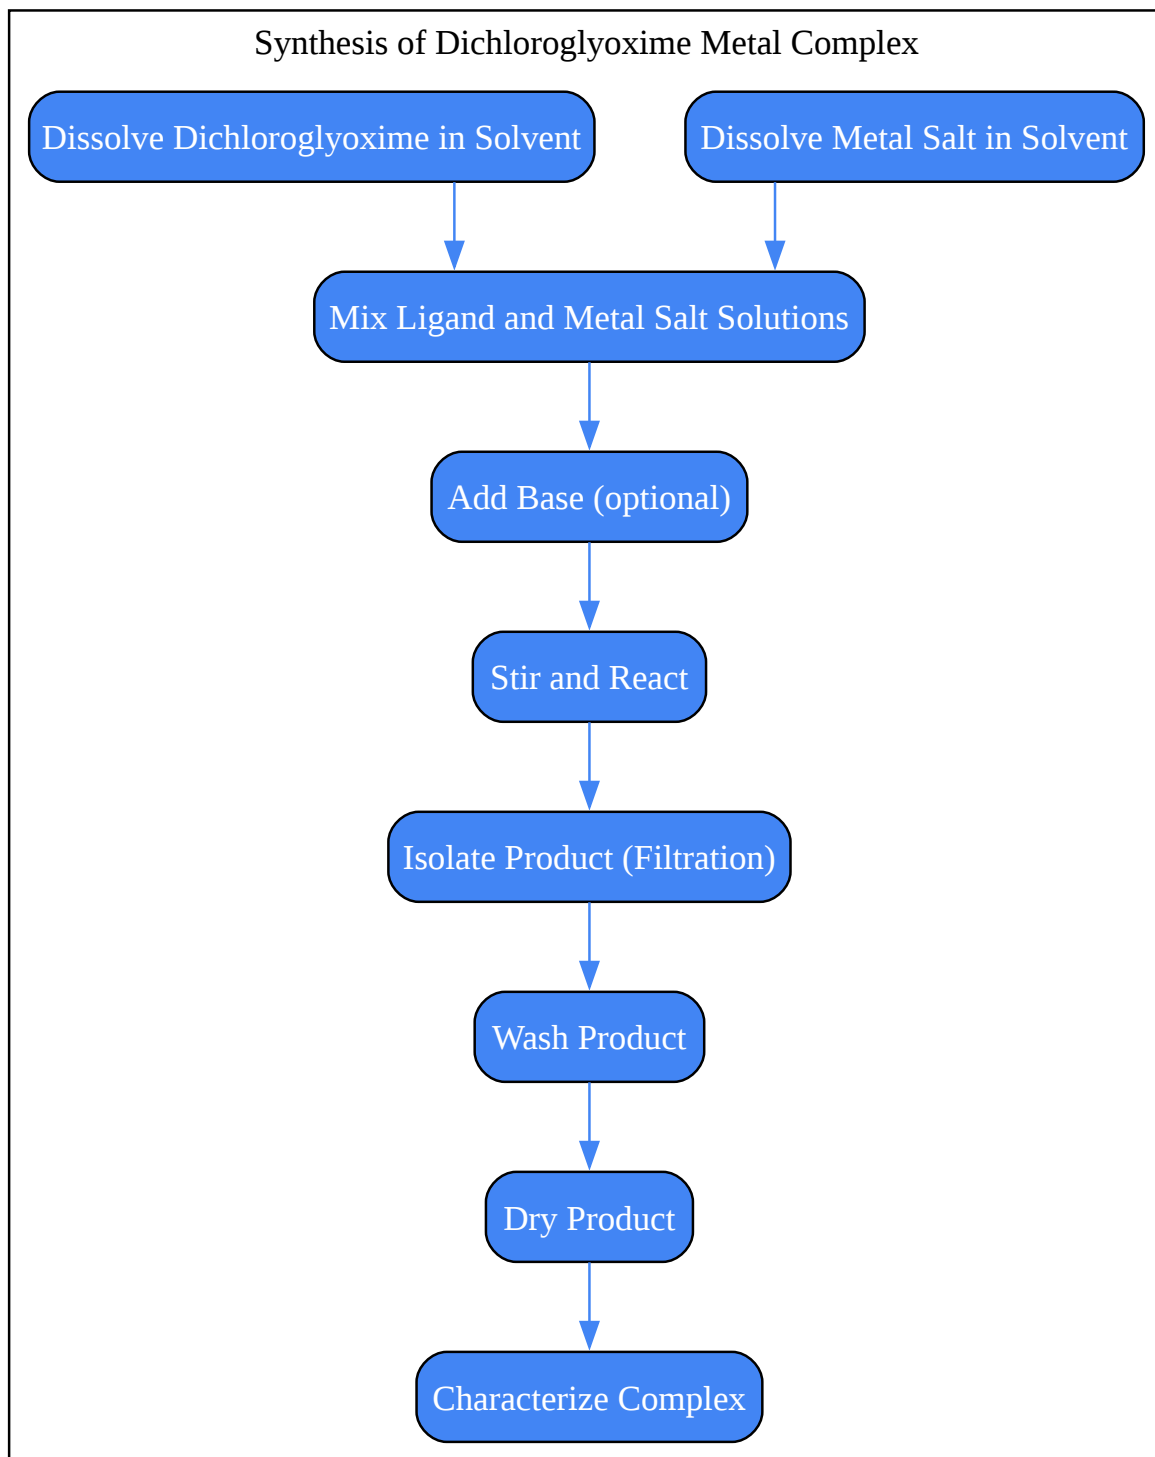 Synthesis of Dichloroglyoxime Metal Complex
Dissolve Dichloroglyoxime in Solvent
Dissolve Metal Salt in Solvent
Mix Ligand and Metal Salt Solutions
Add Base (optional)
Stir and React
Isolate Product (Filtration)
Wash Product
Dry Product
Characterize Complex